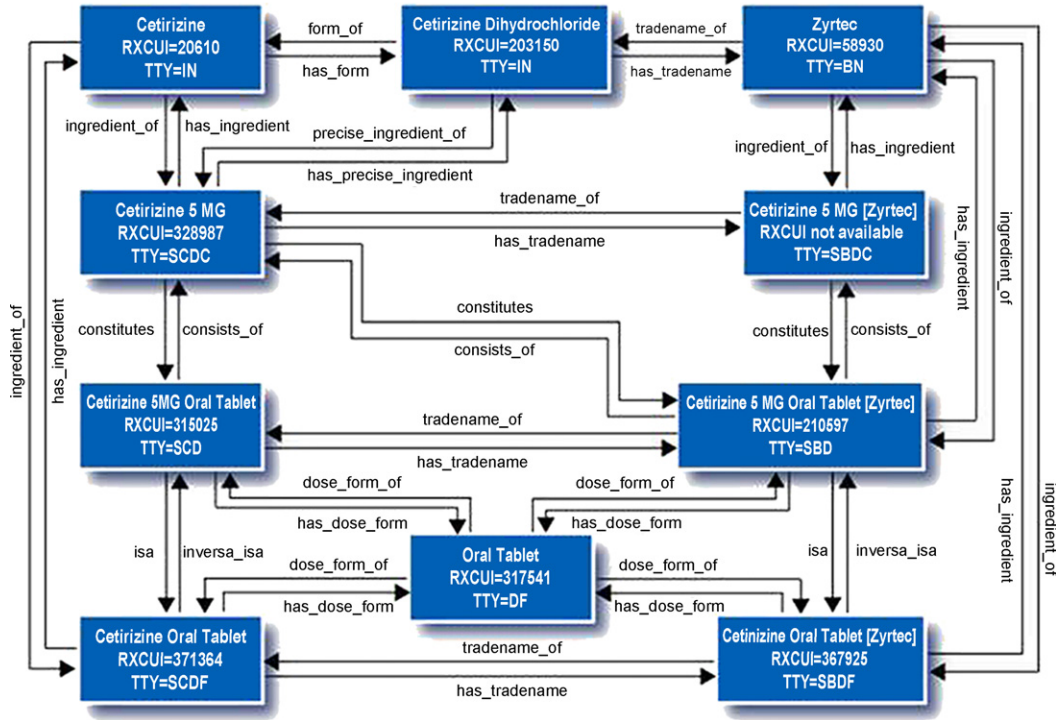 Cetirizine
RXCUI=20610
TTY=IN
form_of
has_form
Cetirizine Dihydrochloride
RXCUI=203150
TTY=IN
tradename_of
has_tradename
Zyrtec
RXCUI=58930
TTY=BN
ingredient_of
has_ingredient
precise_ingredient_of
has_precise_ingredient
ingredient_of
has_ingredient
Cetirizine 5 MG
RXCUI=328987
TTY=SCDC
tradename_of
has_tradename
Cetirizine 5 MG [Zyrtec]
RXCUI not available
TTY=SBDC
has_ingredient
ingredient_of
ingredient_of
has_ingredient
constitutes
consists_of
constitutes
consists_of
constitutes
consists_of
Cetirizine 5MG Oral Tablet
RXCUI=315025
TTY=SCD
tradename_of
has_tradename
Cetirizine 5 MG Oral Tablet [Zyrtec]
RXCUI=210597
TTY=SBD
dose_form_of
has_dose_form
dose_form_of
has_dose_form
isa
inversa_isa
Oral Tablet
RXCUI=317541
TTY=DF
isa
inversa_isa
has_ingredient
ingredient_of
dose_form_of
has_dose_form
dose_form_of
has_dose_form
Cetirizine Oral Tablet
RXCUI=371364
TTY=SCDF
tradename_of
has_tradename
Cetinizine Oral Tablet [Zyrtec]
RXCUI=367925
TTY=SBDF